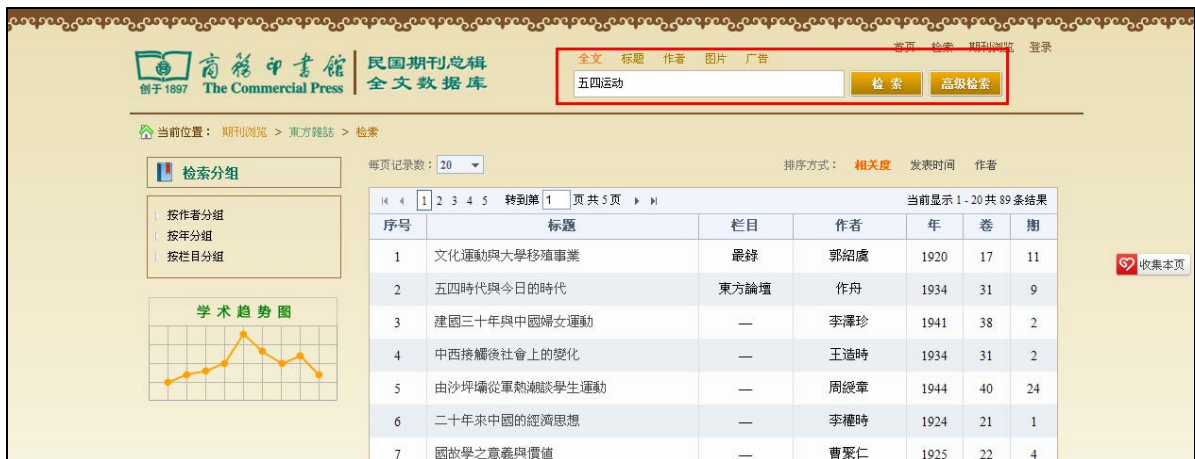 首页 检索 期刊浏览 登录
商務印書館
创于1897 The Commercial Press
民国期刊总辑
全文数据库
全文 标题 作者 图片 广告
五四运动 检 索 高级检索
当前位置： 期刊浏览 > 東方雜誌 > 检索
检索分组
按作者分组
按年分组
按栏目分组
学术趋势图
每页记录数：20 排序方式： 相关度 发表时间 作者
1 2 3 4 5 转到第 1 页共5页 当前显示 1 - 20 共 89 条结果
序号 标题 栏目 作者 年 卷 期
1 文化運動與大學移殖事業 最錄 郭紹虞 1920 17 11
2 五四時代與今日的時代 東方論壇 作舟 1934 31 9
3 建國三十年與中國婦女運動 — 李澤珍 1941 38 2
4 中西接觸後社會上的變化 — 王造時 1934 31 2
5 由沙坪壩從軍熱潮談學生運動 — 周綬章 1944 40 24
6 二十年來中國的經濟思想 — 李權時 1924 21 1
7 國故學之意義與價值 — 曹聚仁 1925 22 4
收集本页